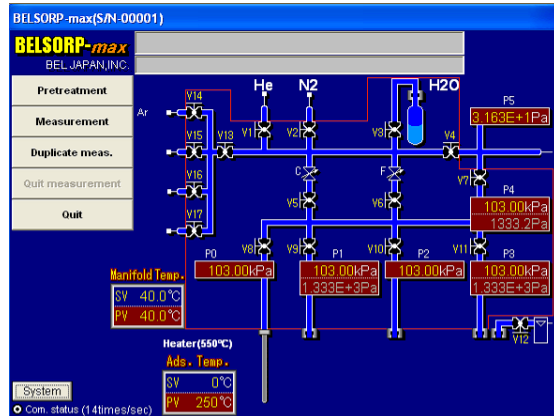 BELSORP-max(S/N-00001)
BELSORP-max
BEL JAPAN,INC.
Pretreatment
Measurement
Duplicate meas.
Quit measurement
Quit
He N2 H2O
V14
Ar
P5
3.163E+1Pa
V15 V13 V1 V2 V3 V4
C F
V16
V7
P4
103.00kPa
1333.2Pa
V5 V6
V17
P0 V8 V9 P1 V10 P2 V11 P3
103.00kPa 103.00kPa 103.00kPa 103.00kPa
1.333E+3Pa 1.333E+3Pa
Manifold Temp.
SV 40.0℃
PV 40.0℃
V12
Heater(550℃)
Ads. Temp.
SV 0℃
PV 250℃
System
Com. status (14times/sec)